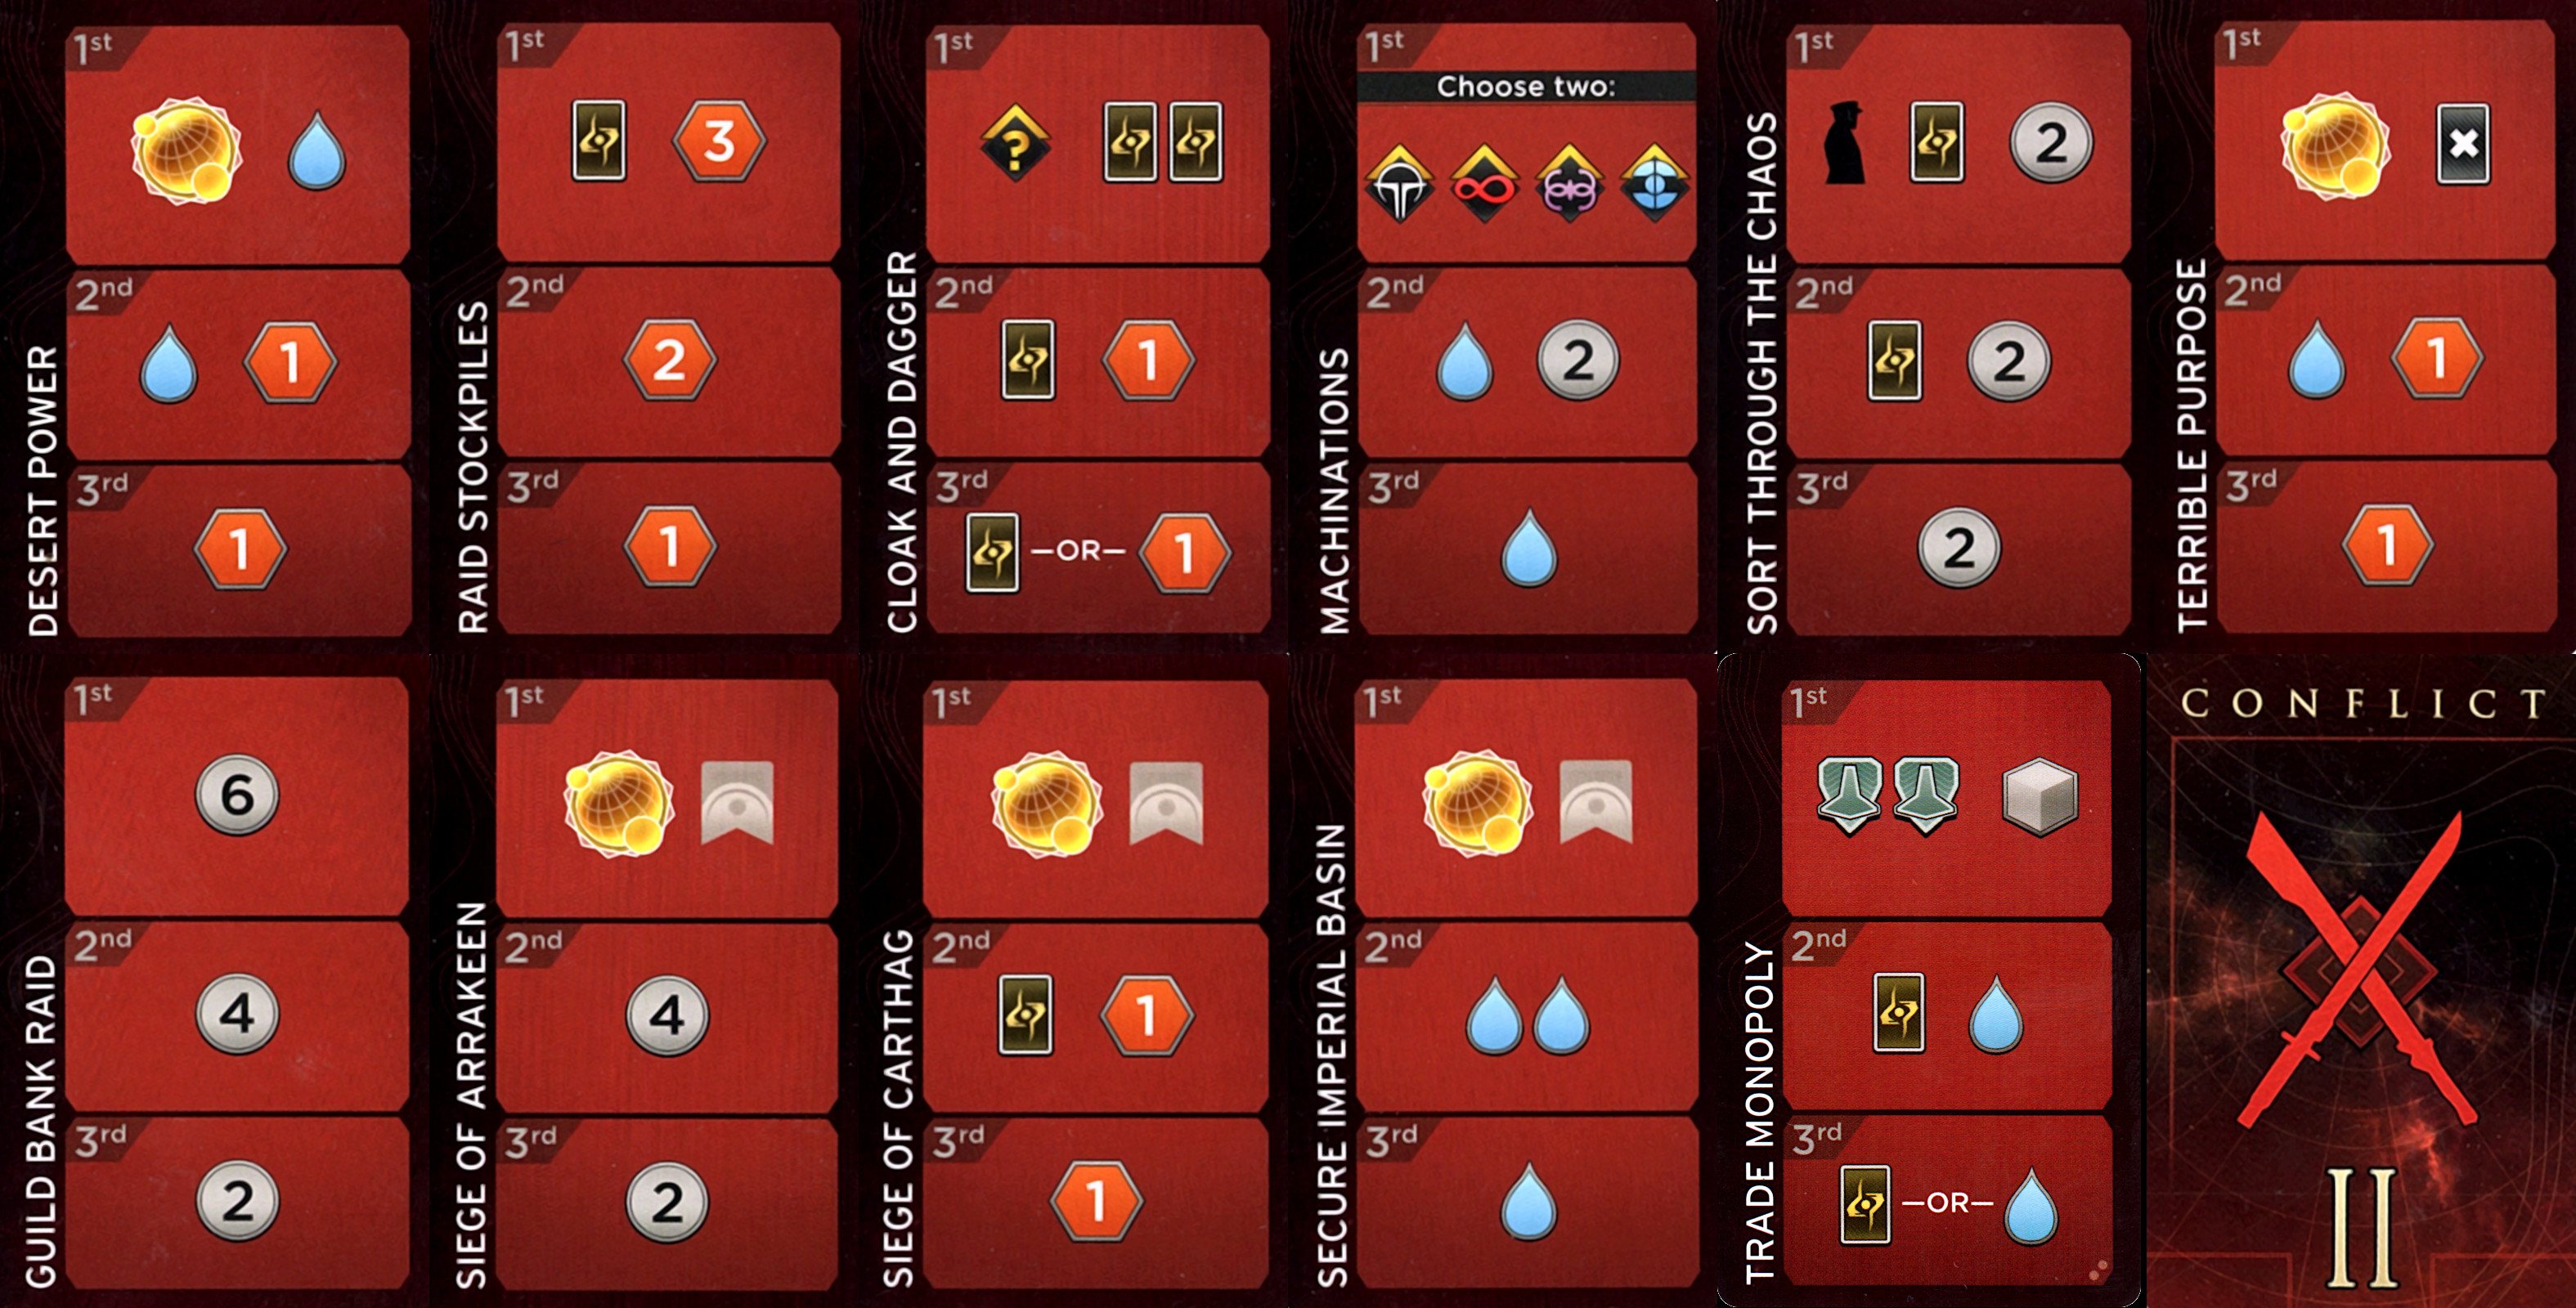 DESERT POWER
1st
2nd
1
3rd
1
RAID STOCKPILES
1st
3
2nd
2
3rd
1
CLOAK AND DAGGER
1st
?
2nd
1
3rd
-OR- 1
MACHINATIONS
1st
Choose two:
2nd
2
3rd
SORT THROUGH THE CHAOS
1st
2
2nd
2
3rd
2
TERRIBLE PURPOSE
1st
2nd
1
3rd
1
GUILD BANK RAID
1st
6
2nd
4
3rd
2
SIEGE OF ARRAKEEN
1st
2nd
4
3rd
2
SIEGE OF CARTHAG
1st
2nd
1
3rd
1
SECURE IMPERIAL BASIN
1st
2nd
3rd
TRADE MONOPOLY
1st
2nd
3rd
-OR-
CONFLICT
II